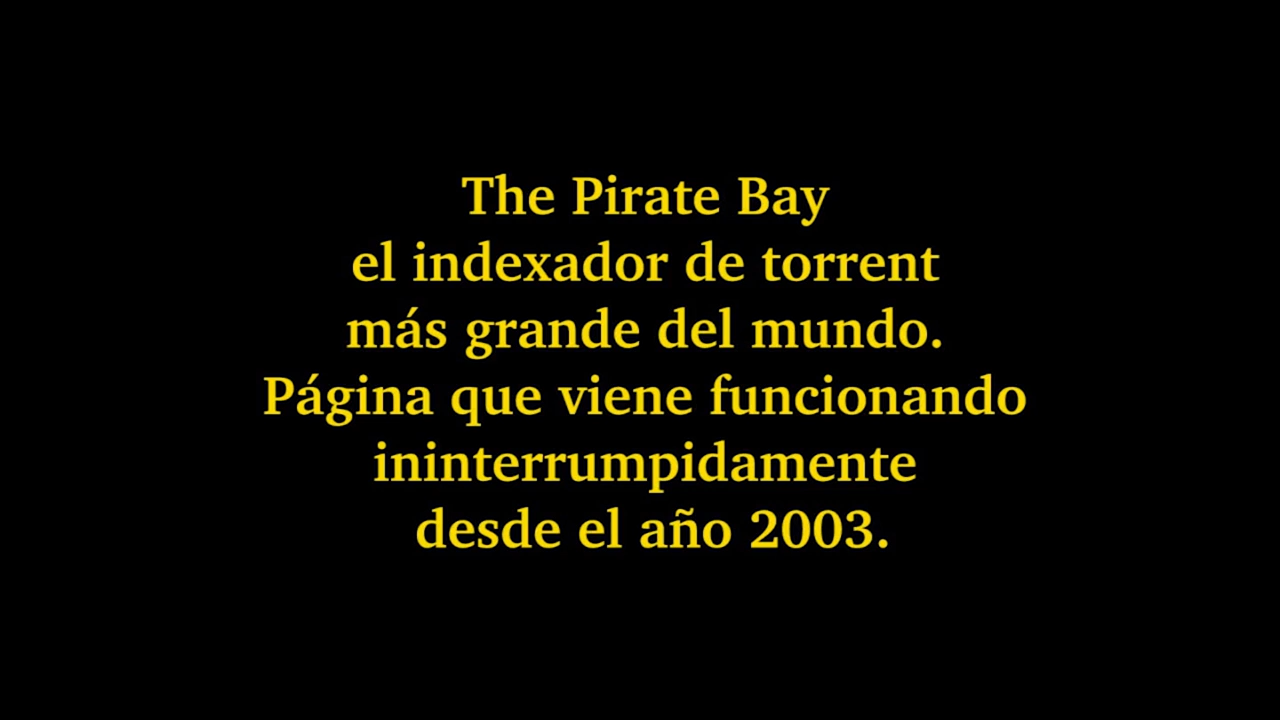 The Pirate Bay
el indexador de torrent
más grande del mundo.
Página que viene funcionando
ininterrumpidamente
desde el año 2003.